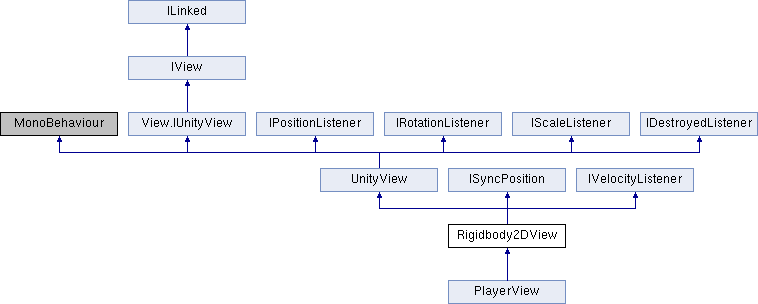 ILinked
IView
MonoBehaviour View.IUnityView IPositionListener IRotationListener IScaleListener IDestroyedListener
UnityView ISyncPosition IVelocityListener
Rigidbody2DView
PlayerView